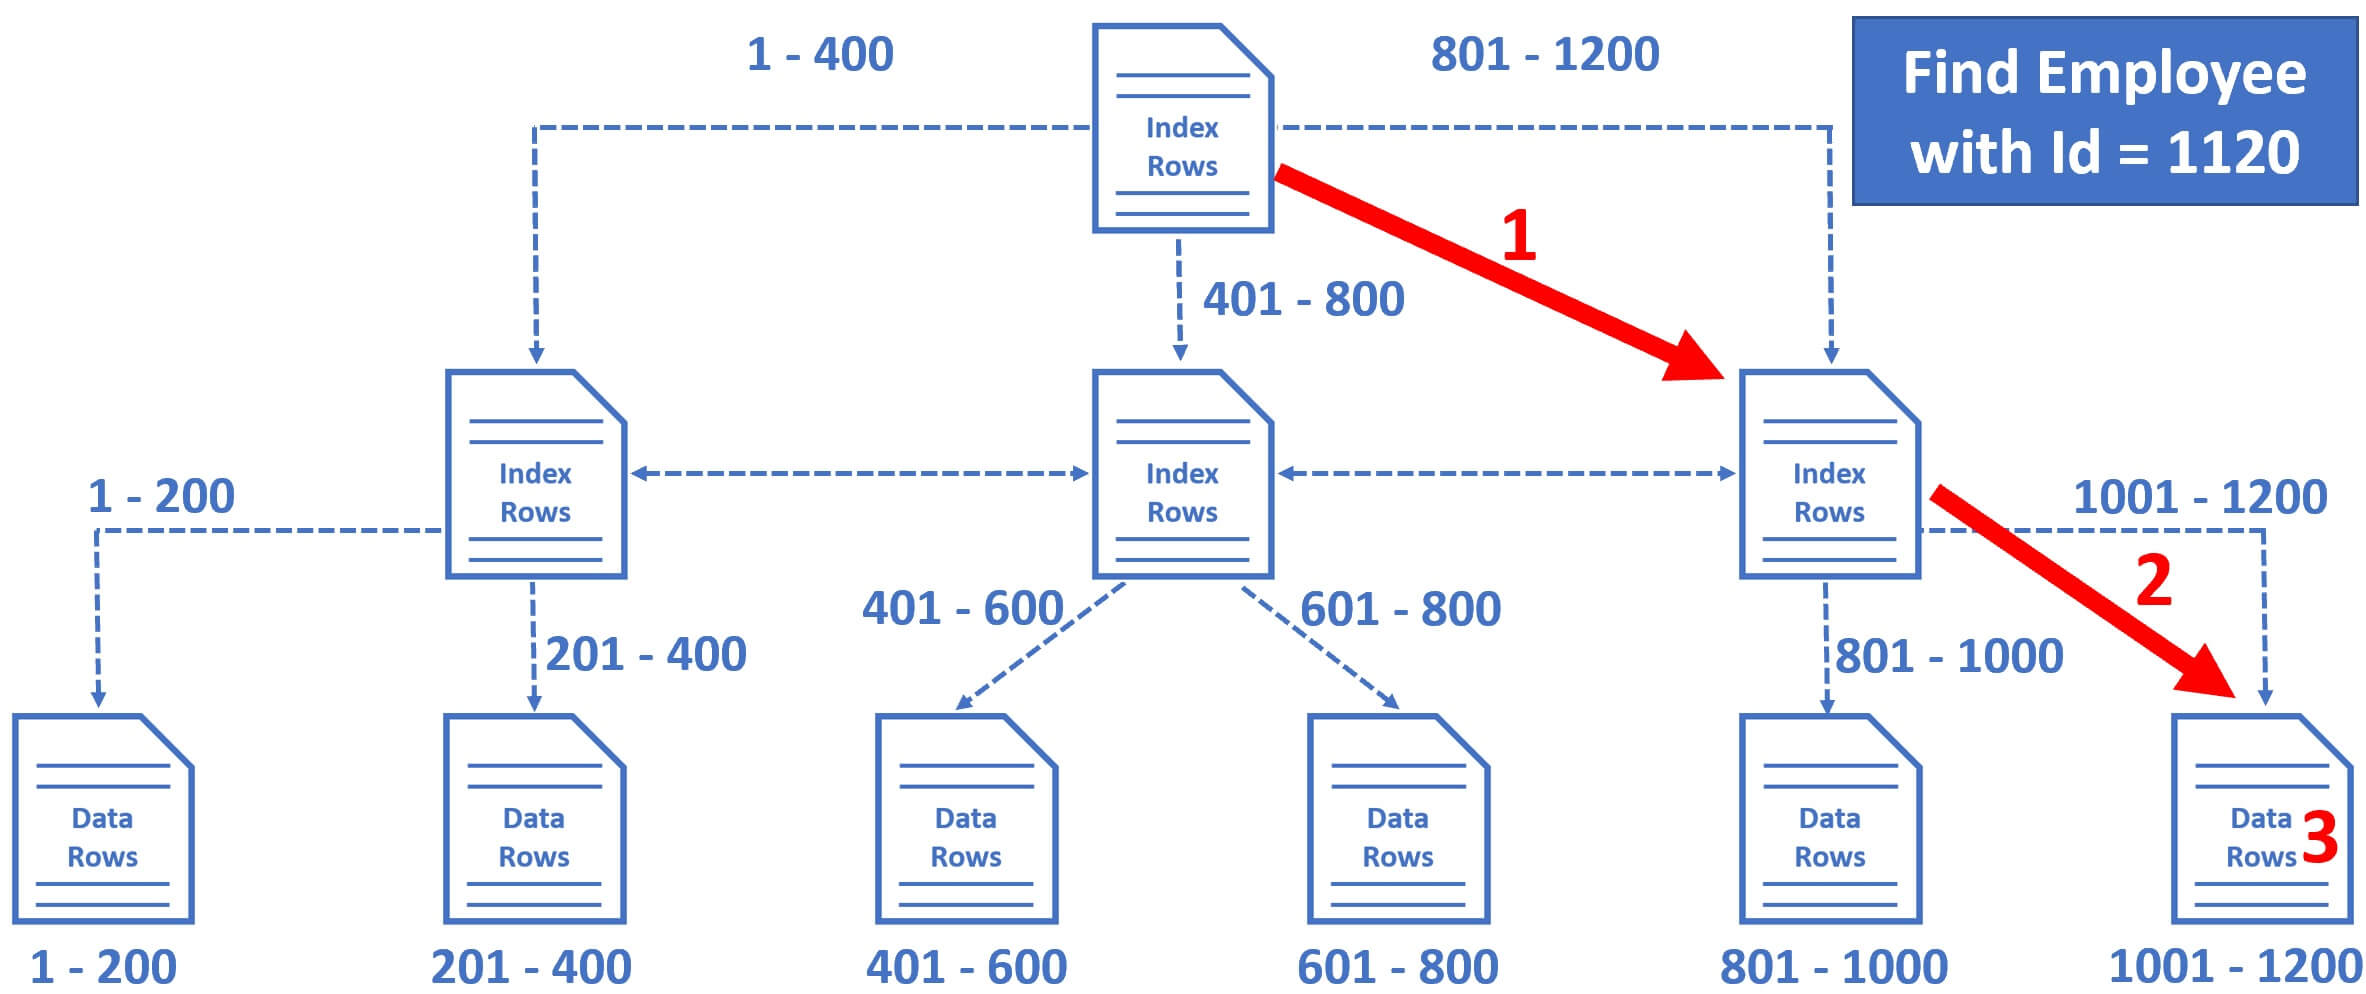 1 - 400
801 - 1200
Find Employee
with Id = 1120
Index
Rows
1
401 - 800
Index
Rows
Index
Rows
Index
Rows
1 - 200
1001 - 1200
2
201 - 400
401 - 600
601 - 800
801 - 1000
Data
Rows
Data
Rows
Data
Rows
Data
Rows
Data
Rows
Data
Rows
3
1 - 200
201 - 400
401 - 600
601 - 800
801 - 1000
1001 - 1200